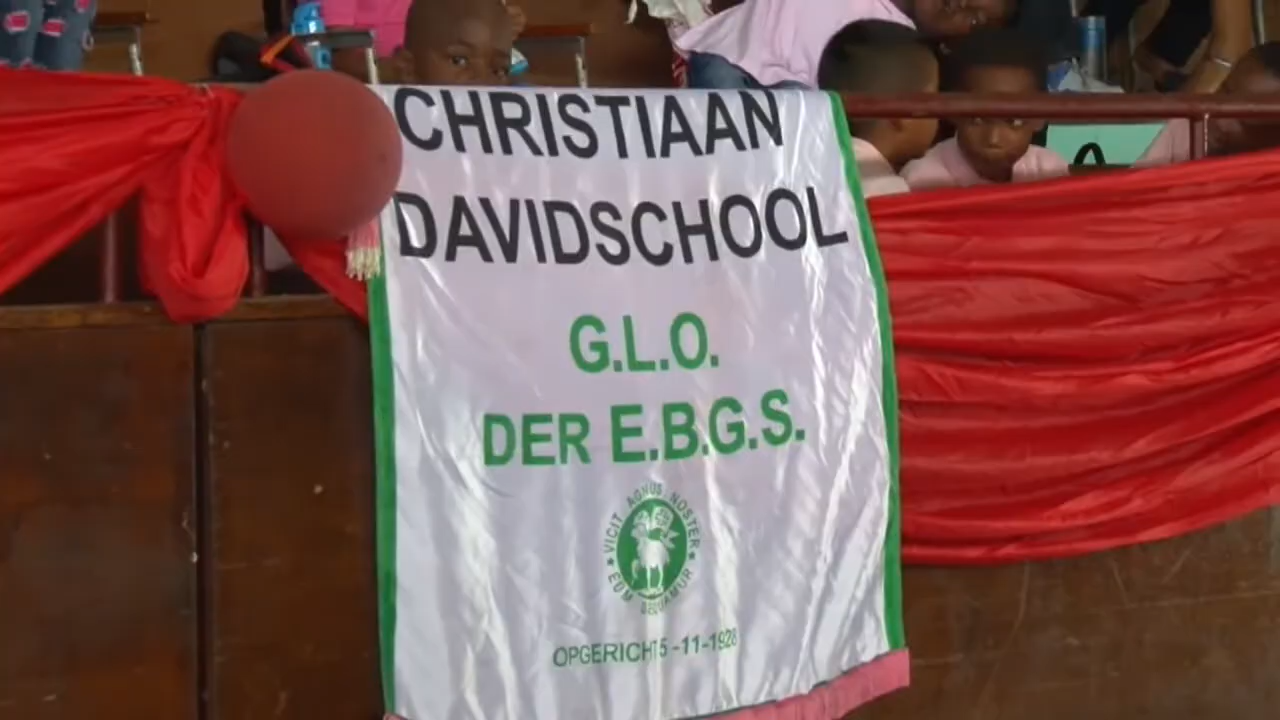 CHRISTIAAN
DAVIDSCHOOL
G.L.O.
DER E.B.G.S.
VICIT AGNUS NOSTER
EUM SEQUAMUR
OPGERICHT 5-11-1928